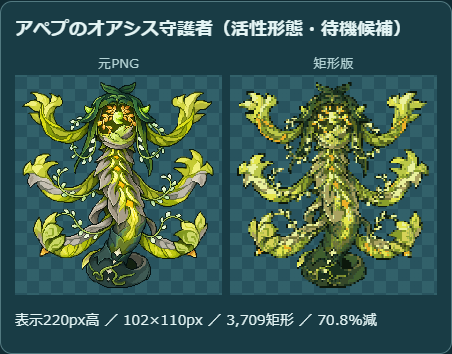 アペプのオアシス守護者（活性形態・待機候補）
元PNG
矩形版
表示220px高 ／ 102×110px ／ 3,709矩形 ／ 70.8%減